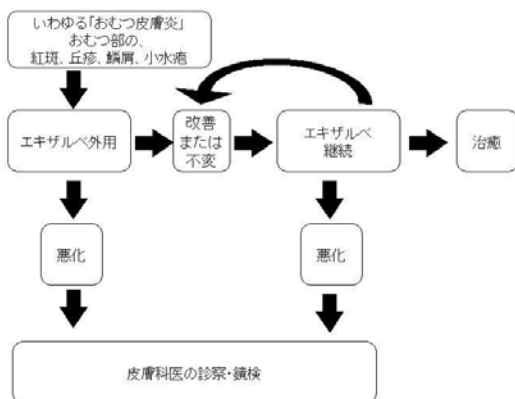 いわゆる「おむつ皮膚炎」
おむつ部の、
紅斑、丘疹、鱗屑、小水疱
エキザルベ外用
改善
または
不変
エキザルベ
継続
治癒
悪化
悪化
皮膚科医の診察・鏡検